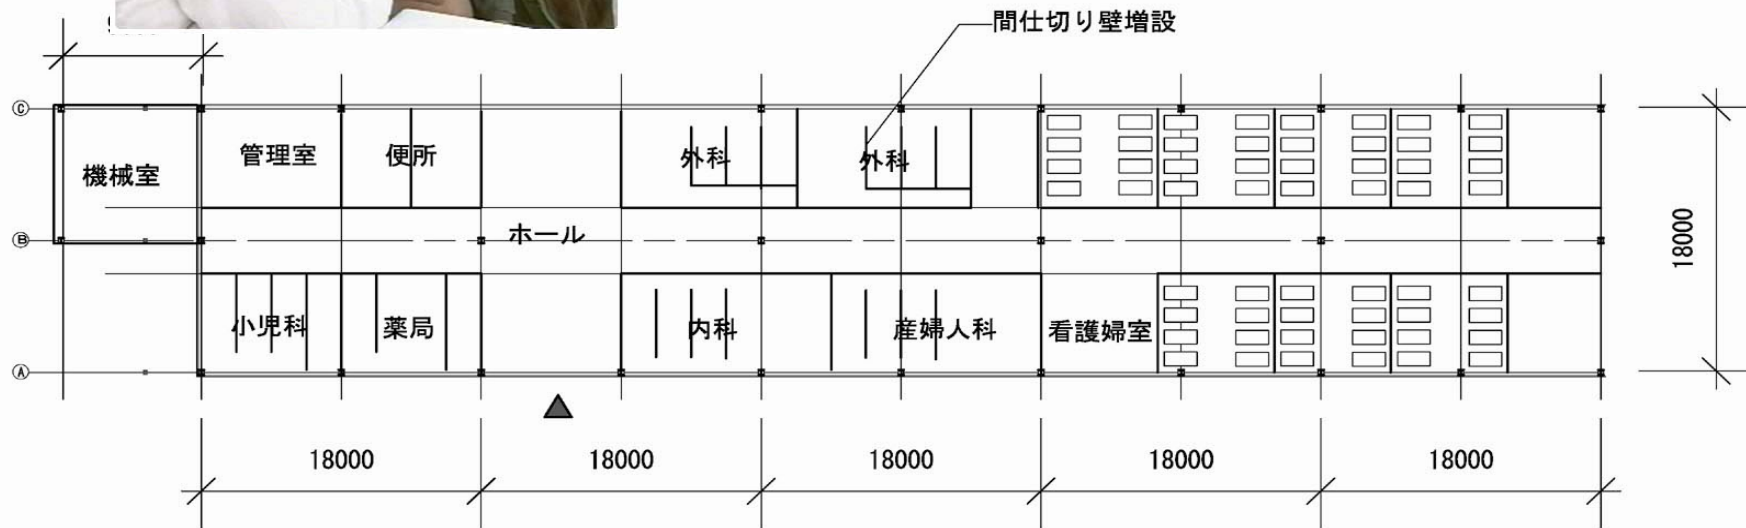 間仕切り壁増設
Ⓒ
管理室
便所
外科
外科
機械室
Ⓑ
ホール
18000
小児科
薬局
内科
産婦人科
看護婦室
Ⓐ
18000
18000
18000
18000
18000